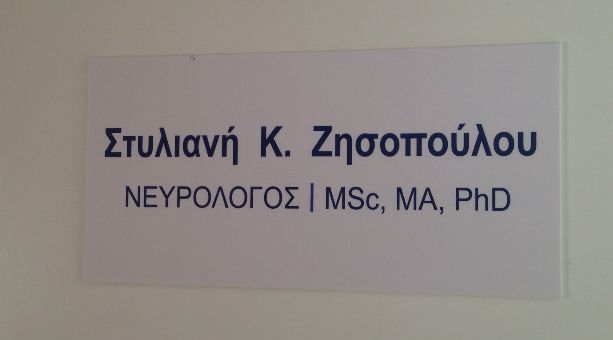 Στυλιανή Κ. Ζησοπούλου
ΝΕΥΡΟΛΟΓΟΣ | MSc, MA, PhD